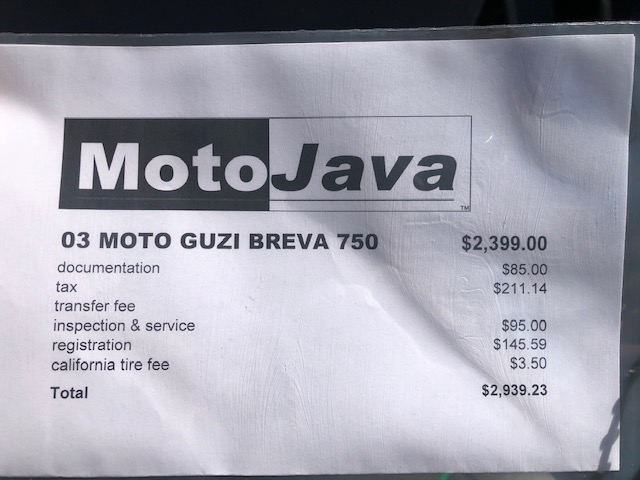 MotoJava
TM
03 MOTO GUZI BREVA 750 $2,399.00
documentation $85.00
tax $211.14
transfer fee
inspection & service $95.00
registration $145.59
california tire fee $3.50
Total $2,939.23